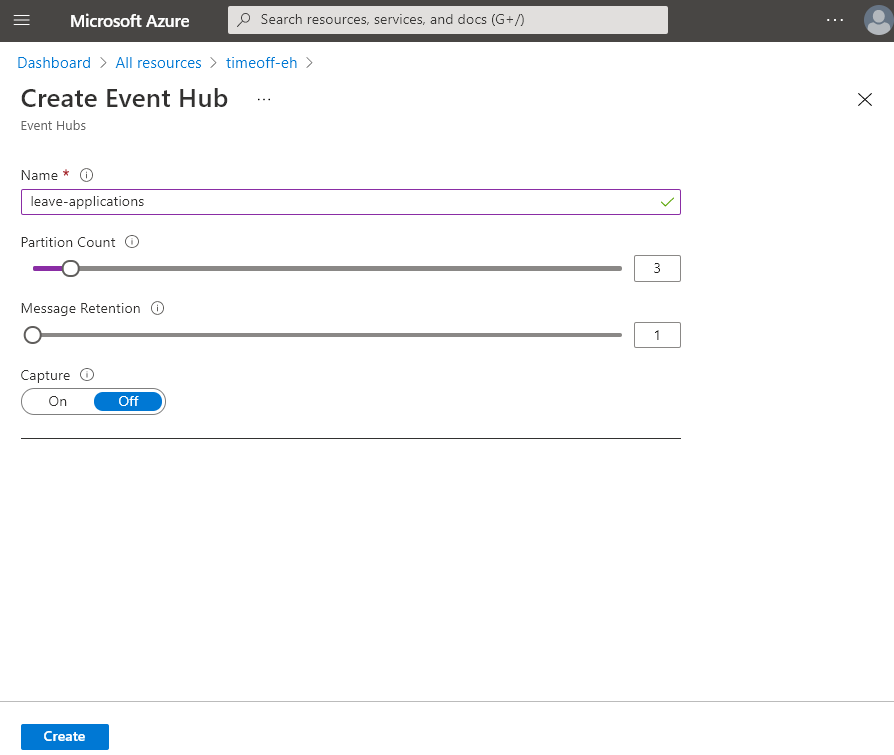 Microsoft Azure
Search resources, services, and docs (G+/)
Dashboard > All resources > timeoff-eh >
Create Event Hub ...
Event Hubs
Name *
leave-applications
Partition Count
3
Message Retention
1
Capture
On Off
Create